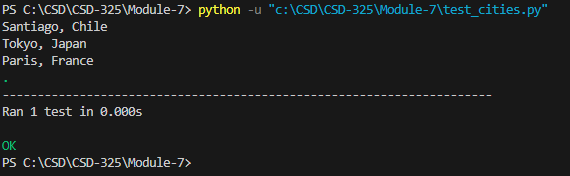 PS C:\CSD\CSD-325\Module-7> python -u "c:\CSD\CSD-325\Module-7\test_cities.py"
Santiago, Chile
Tokyo, Japan
Paris, France
.
----------------------------------------------------------------------
Ran 1 test in 0.000s
OK
PS C:\CSD\CSD-325\Module-7>